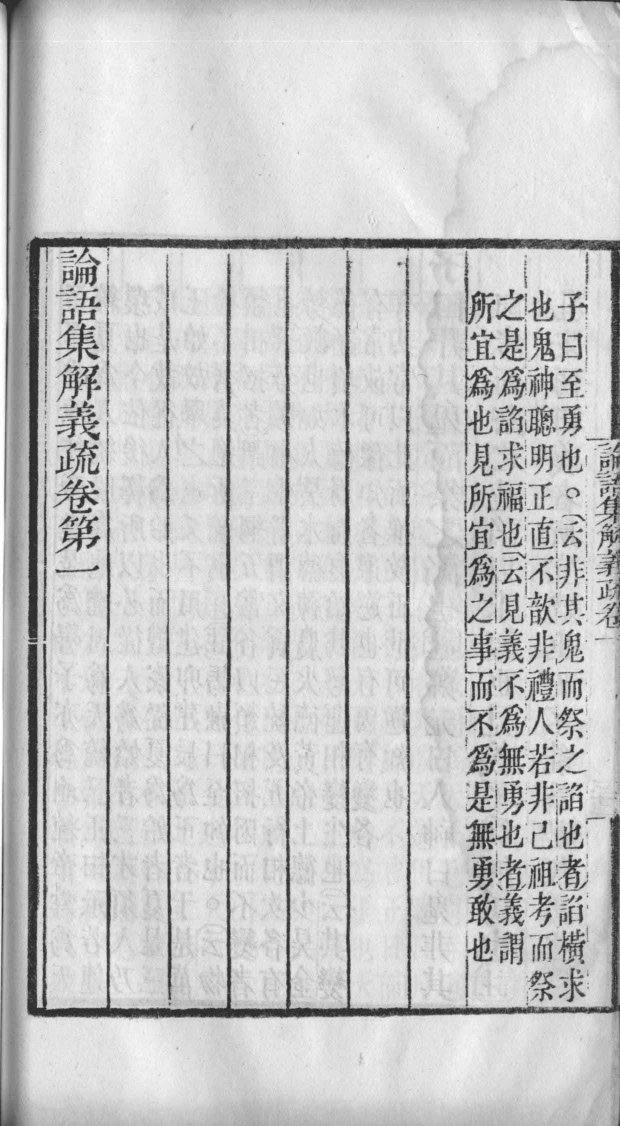 論語集解義疏卷一
子曰至勇也。○云非其鬼而祭之諂也者諂橫求
也鬼神聰明正直不歆非禮人若非己祖考而祭
之是爲諂求福也云見義不爲無勇也者義謂
所宜爲也見所宜爲之事而不爲是無勇敢也
論語集解義疏卷第一